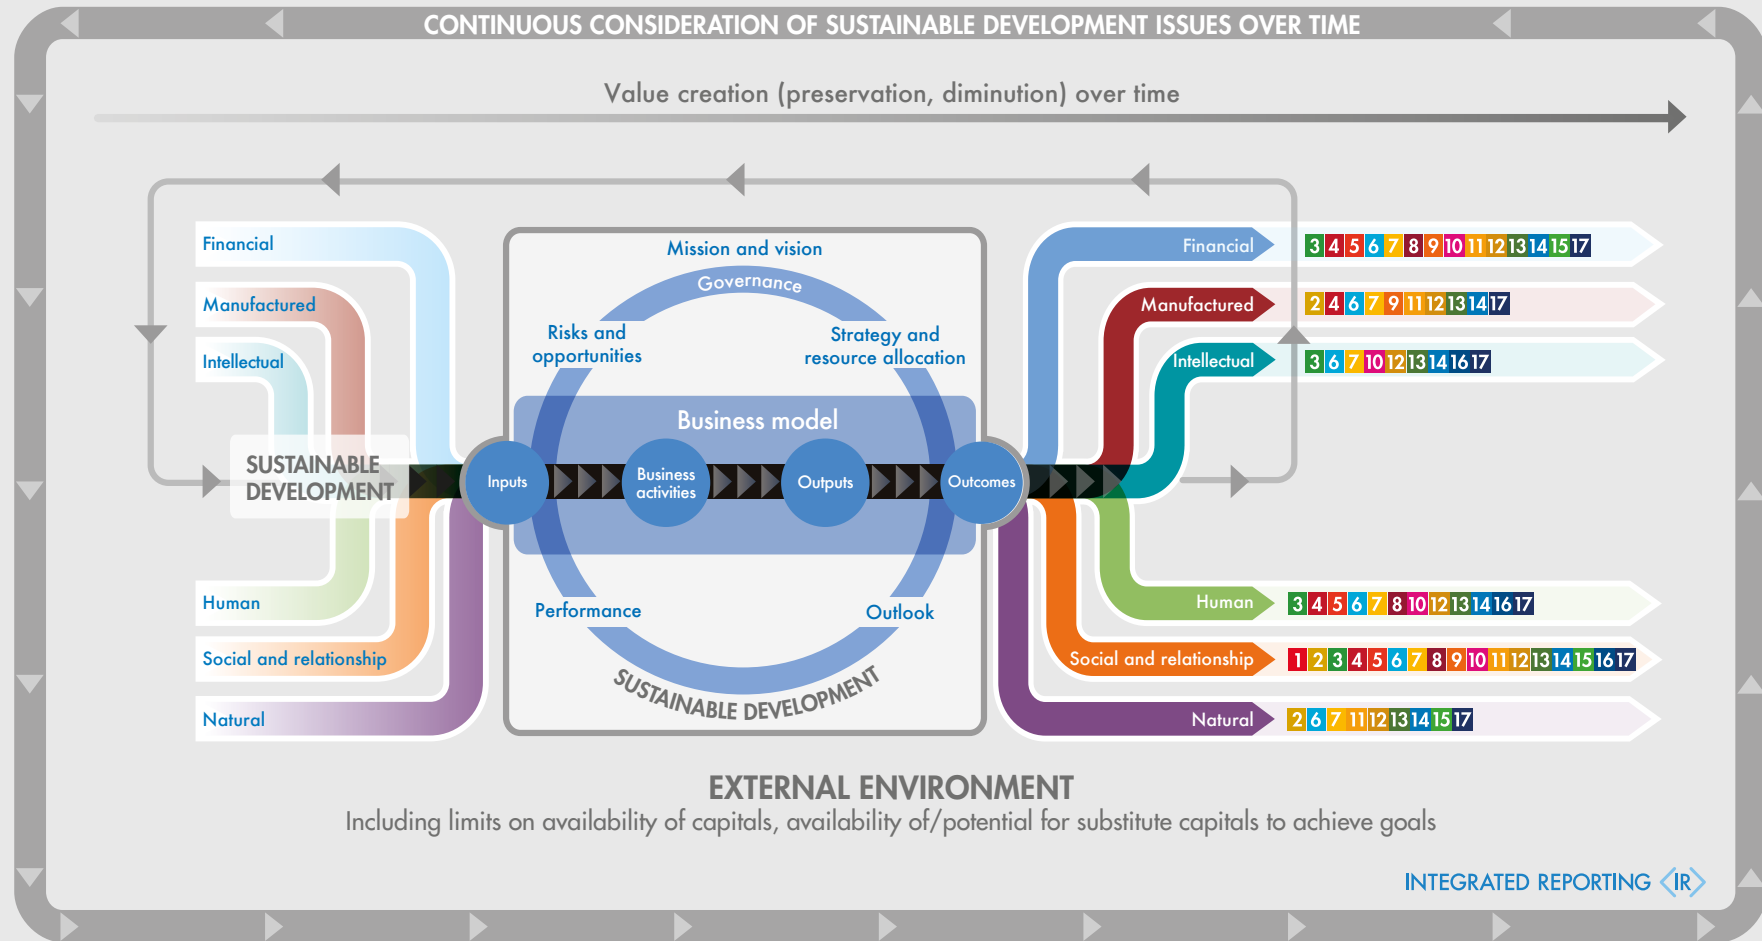 CONTINUOUS CONSIDERATION OF SUSTAINABLE DEVELOPMENT ISSUES OVER TIME
Value creation (preservation, diminution) over time
Financial
Manufactured
Intellectual
SUSTAINABLE
DEVELOPMENT
Human
Social and relationship
Natural
Mission and vision
Governance
Risks and
opportunities
Strategy and
resource allocation
Business model
Inputs
Business
activities
Outputs
Outcomes
Performance
Outlook
SUSTAINABLE DEVELOPMENT
Financial 3 4 5 6 7 8 9 10 11 12 13 14 15 17
Manufactured 2 4 6 7 9 11 12 13 14 17
Intellectual 3 6 7 10 12 13 14 16 17
Human 3 4 5 6 7 8 10 12 13 14 16 17
Social and relationship 1 2 3 4 5 6 7 8 9 10 11 12 13 14 15 16 17
Natural 2 6 7 11 12 13 14 15 17
EXTERNAL ENVIRONMENT
Including limits on availability of capitals, availability of/potential for substitute capitals to achieve goals
INTEGRATED REPORTING <IR>